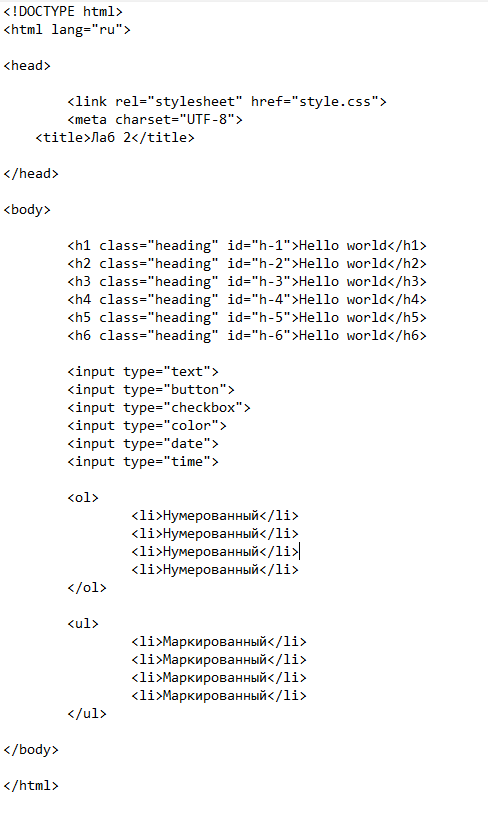 <!DOCTYPE html>
<html lang="ru">
<head>
<link rel="stylesheet" href="style.css">
<meta charset="UTF-8">
<title>Лаб 2</title>
</head>
<body>
<h1 class="heading" id="h-1">Hello world</h1>
<h2 class="heading" id="h-2">Hello world</h2>
<h3 class="heading" id="h-3">Hello world</h3>
<h4 class="heading" id="h-4">Hello world</h4>
<h5 class="heading" id="h-5">Hello world</h5>
<h6 class="heading" id="h-6">Hello world</h6>
<input type="text">
<input type="button">
<input type="checkbox">
<input type="color">
<input type="date">
<input type="time">
<ol>
<li>Нумерованный</li>
<li>Нумерованный</li>
<li>Нумерованный</li>
<li>Нумерованный</li>
</ol>
<ul>
<li>Маркированный</li>
<li>Маркированный</li>
<li>Маркированный</li>
<li>Маркированный</li>
</ul>
</body>
</html>